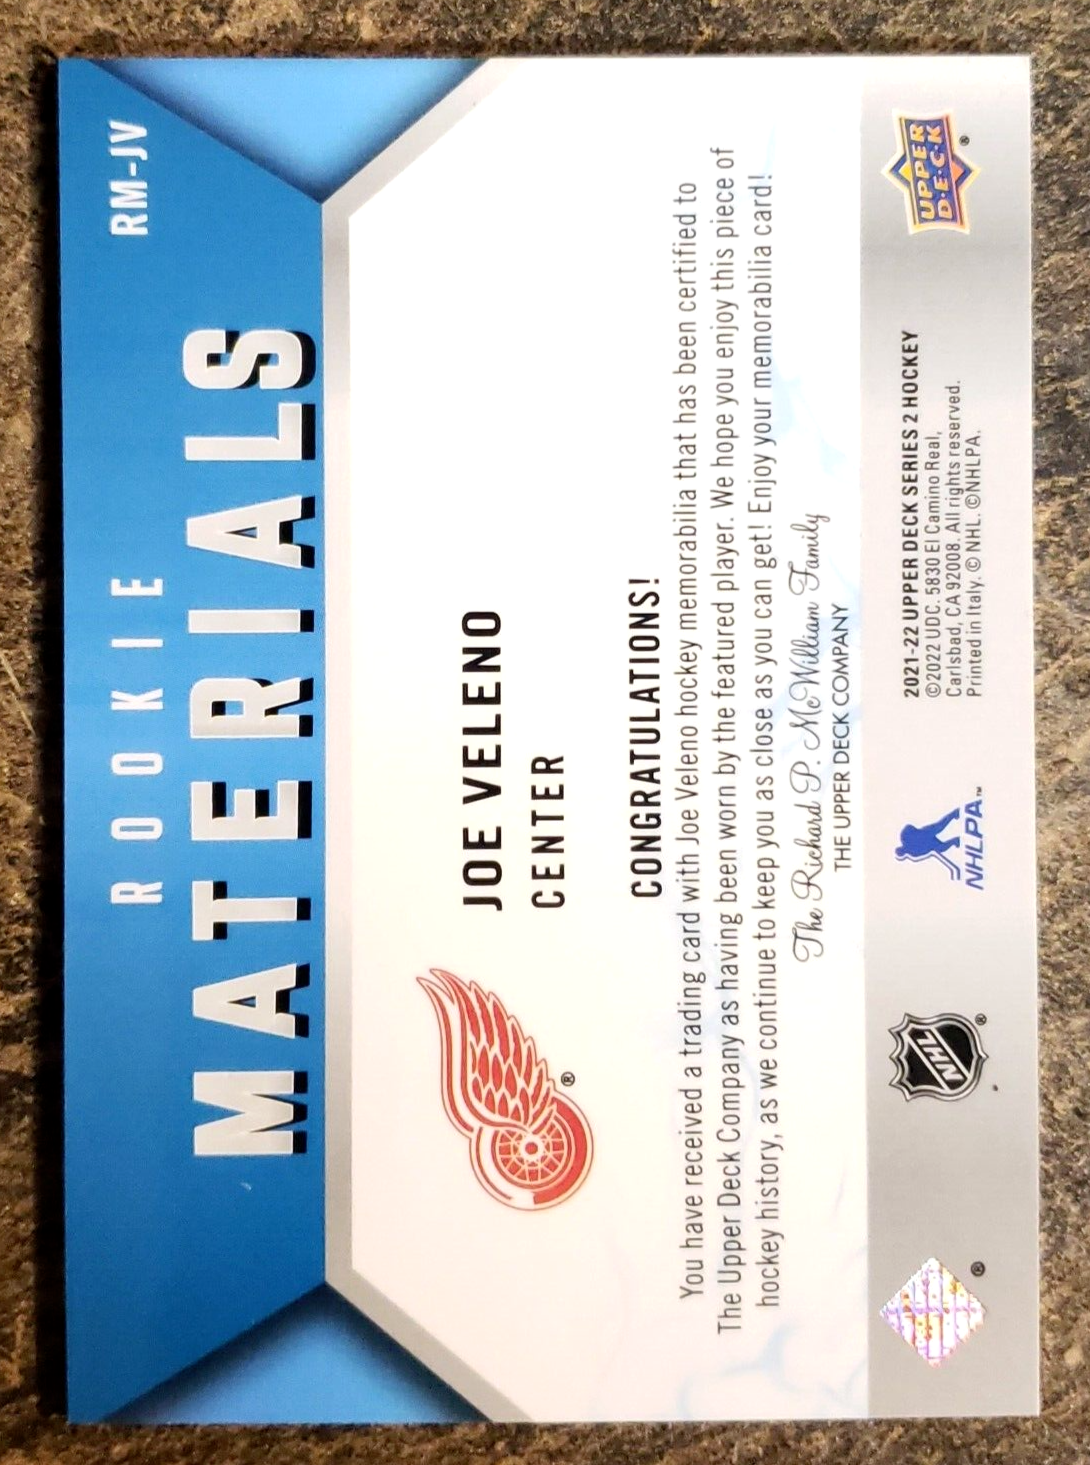 RM-JV
ROOKIE
MATERIALS
JOE VELENO
CENTER
®
CONGRATULATIONS!
You have received a trading card with Joe Veleno hockey memorabilia that has been certified to
The Upper Deck Company as having been worn by the featured player. We hope you enjoy this piece of
hockey history, as we continue to keep you as close as you can get! Enjoy your memorabilia card!
The Richard P. McWilliam Family
THE UPPER DECK COMPANY
®
NHL ®
NHLPA ™
2021-22 UPPER DECK SERIES 2 HOCKEY
©2022 UDC. 5830 El Camino Real,
Carlsbad, CA 92008. All rights reserved.
Printed in Italy. © NHL. ©NHLPA.
UPPER
D·E·C·K ®